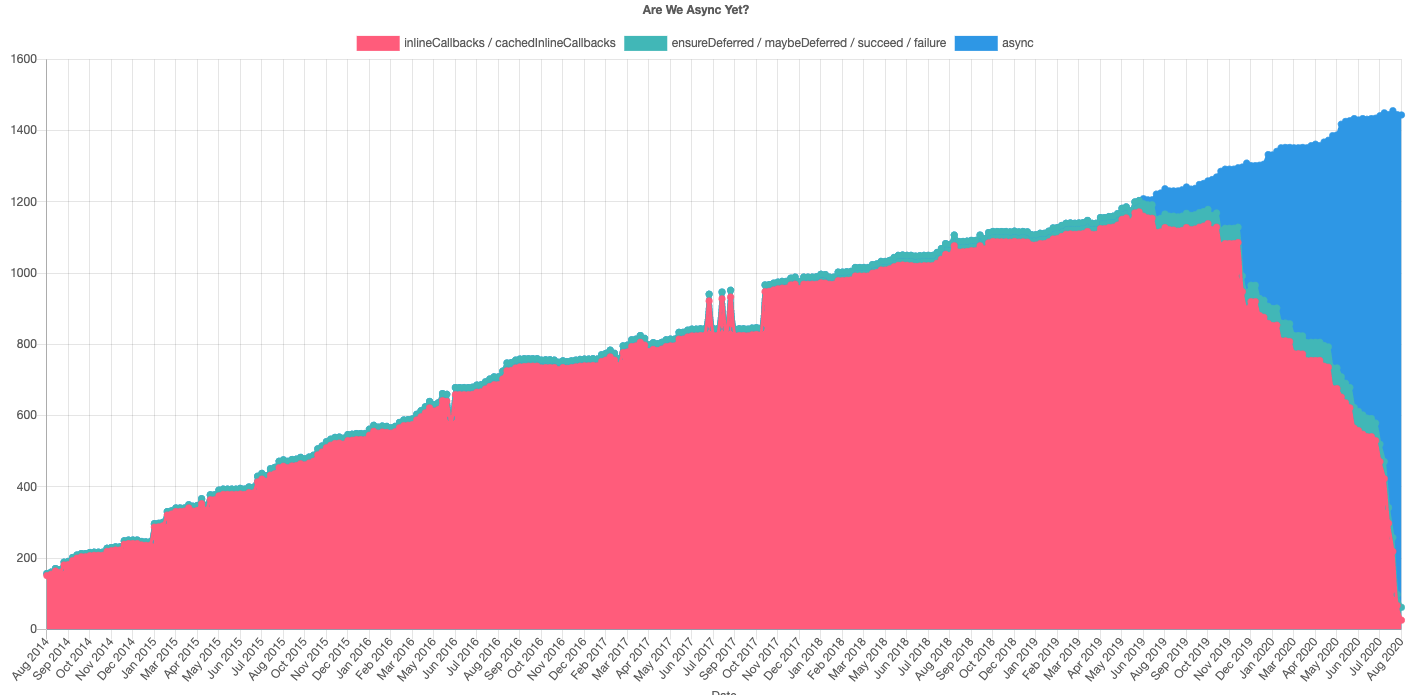 Are We Async Yet?
inlineCallbacks / cachedInlineCallbacks ensureDeferred / maybeDeferred / succeed / failure async
1600
1400
1200
1000
800
600
400
200
0
Aug 2014 Sep 2014 Oct 2014 Nov 2014 Dec 2014 Jan 2015 Mar 2015 Apr 2015 May 2015 Jun 2015 Jul 2015 Aug 2015 Oct 2015 Nov 2015 Dec 2015 Jan 2016 Feb 2016 Mar 2016 Apr 2016 Jun 2016 Jul 2016 Aug 2016 Sep 2016 Oct 2016 Nov 2016 Dec 2016 Feb 2017 Mar 2017 Apr 2017 May 2017 Jun 2017 Jul 2017 Sep 2017 Oct 2017 Nov 2017 Dec 2017 Jan 2018 Feb 2018 Mar 2018 May 2018 Jun 2018 Jul 2018 Aug 2018 Sep 2018 Oct 2018 Dec 2018 Jan 2019 Feb 2019 Mar 2019 Apr 2019 May 2019 Jun 2019 Aug 2019 Sep 2019 Oct 2019 Nov 2019 Dec 2019 Jan 2020 Mar 2020 Apr 2020 May 2020 Jun 2020 Jul 2020 Aug 2020
Date